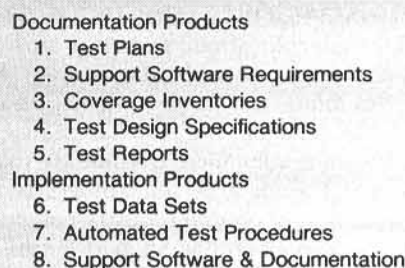 Documentation Products
1. Test Plans
2. Support Software Requirements
3. Coverage Inventories
4. Test Design Specifications
5. Test Reports
Implementation Products
6. Test Data Sets
7. Automated Test Procedures
8. Support Software & Documentation